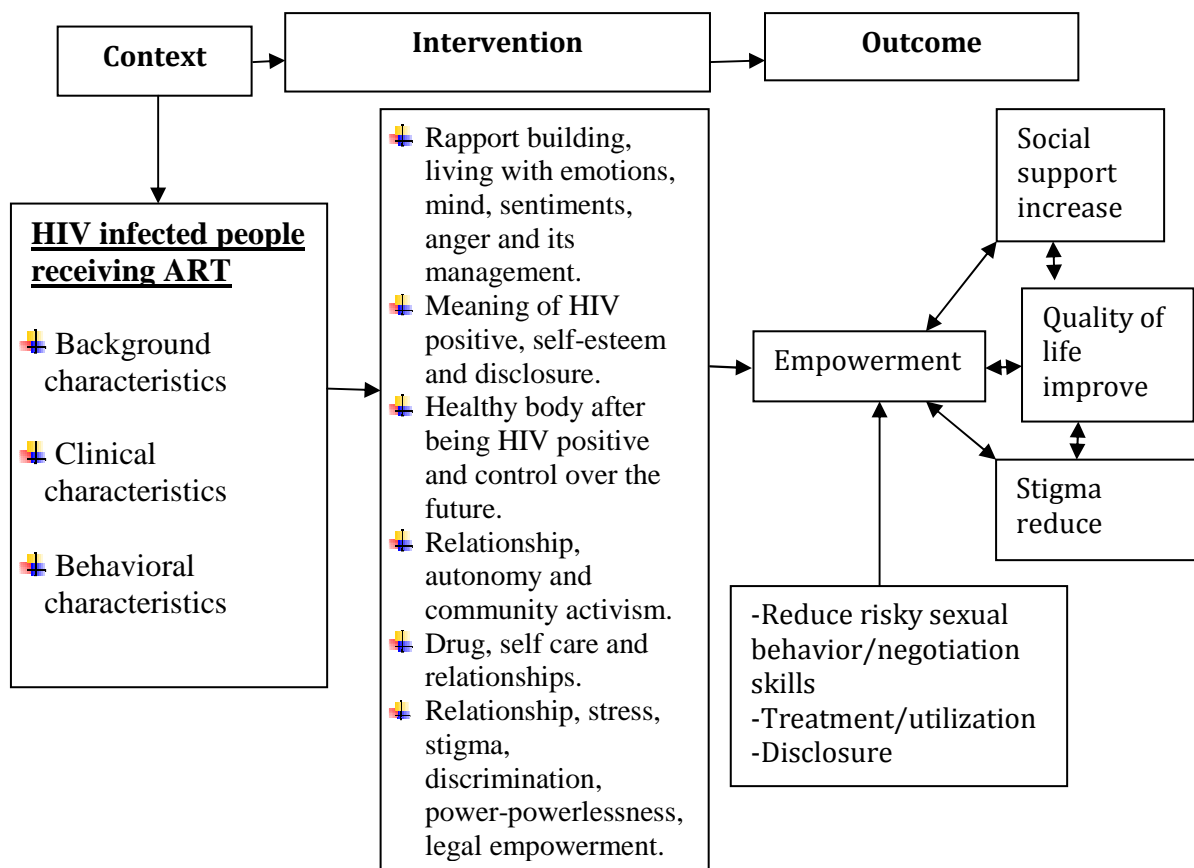 Context
Intervention
Outcome
HIV infected people
receiving ART
Background
characteristics
Clinical
characteristics
Behavioral
characteristics
Rapport building,
living with emotions,
mind, sentiments,
anger and its
management.
Meaning of HIV
positive, self-esteem
and disclosure.
Healthy body after
being HIV positive
and control over the
future.
Relationship,
autonomy and
community activism.
Drug, self care and
relationships.
Relationship, stress,
stigma,
discrimination,
power-powerlessness,
legal empowerment.
Empowerment
Social
support
increase
Quality of
life
improve
Stigma
reduce
-Reduce risky sexual
behavior/negotiation
skills
-Treatment/utilization
-Disclosure